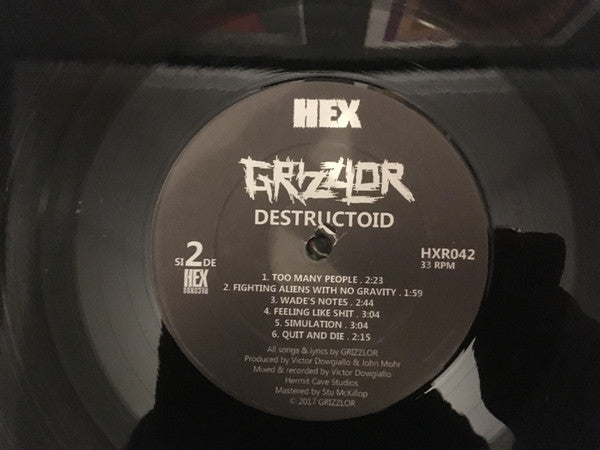 HEX
GRIZZLOR
DESTRUCTOID
SI2DE
HEX
RECORDS
HXR042
33 RPM
1. TOO MANY PEOPLE . 2:23
2. FIGHTING ALIENS WITH NO GRAVITY . 1:59
3. WADE'S NOTES . 2:44
4. FEELING LIKE SHIT . 3:04
5. SIMULATION . 3:04
6. QUIT AND DIE . 2:15
All songs & lyrics by GRIZZLOR
Produced by Victor Dowgiallo & John Mohr
Mixed & recorded by Victor Dowgiallo
Hermit Cave Studios
Mastered by Stu McKillop
© 2017 GRIZZLOR